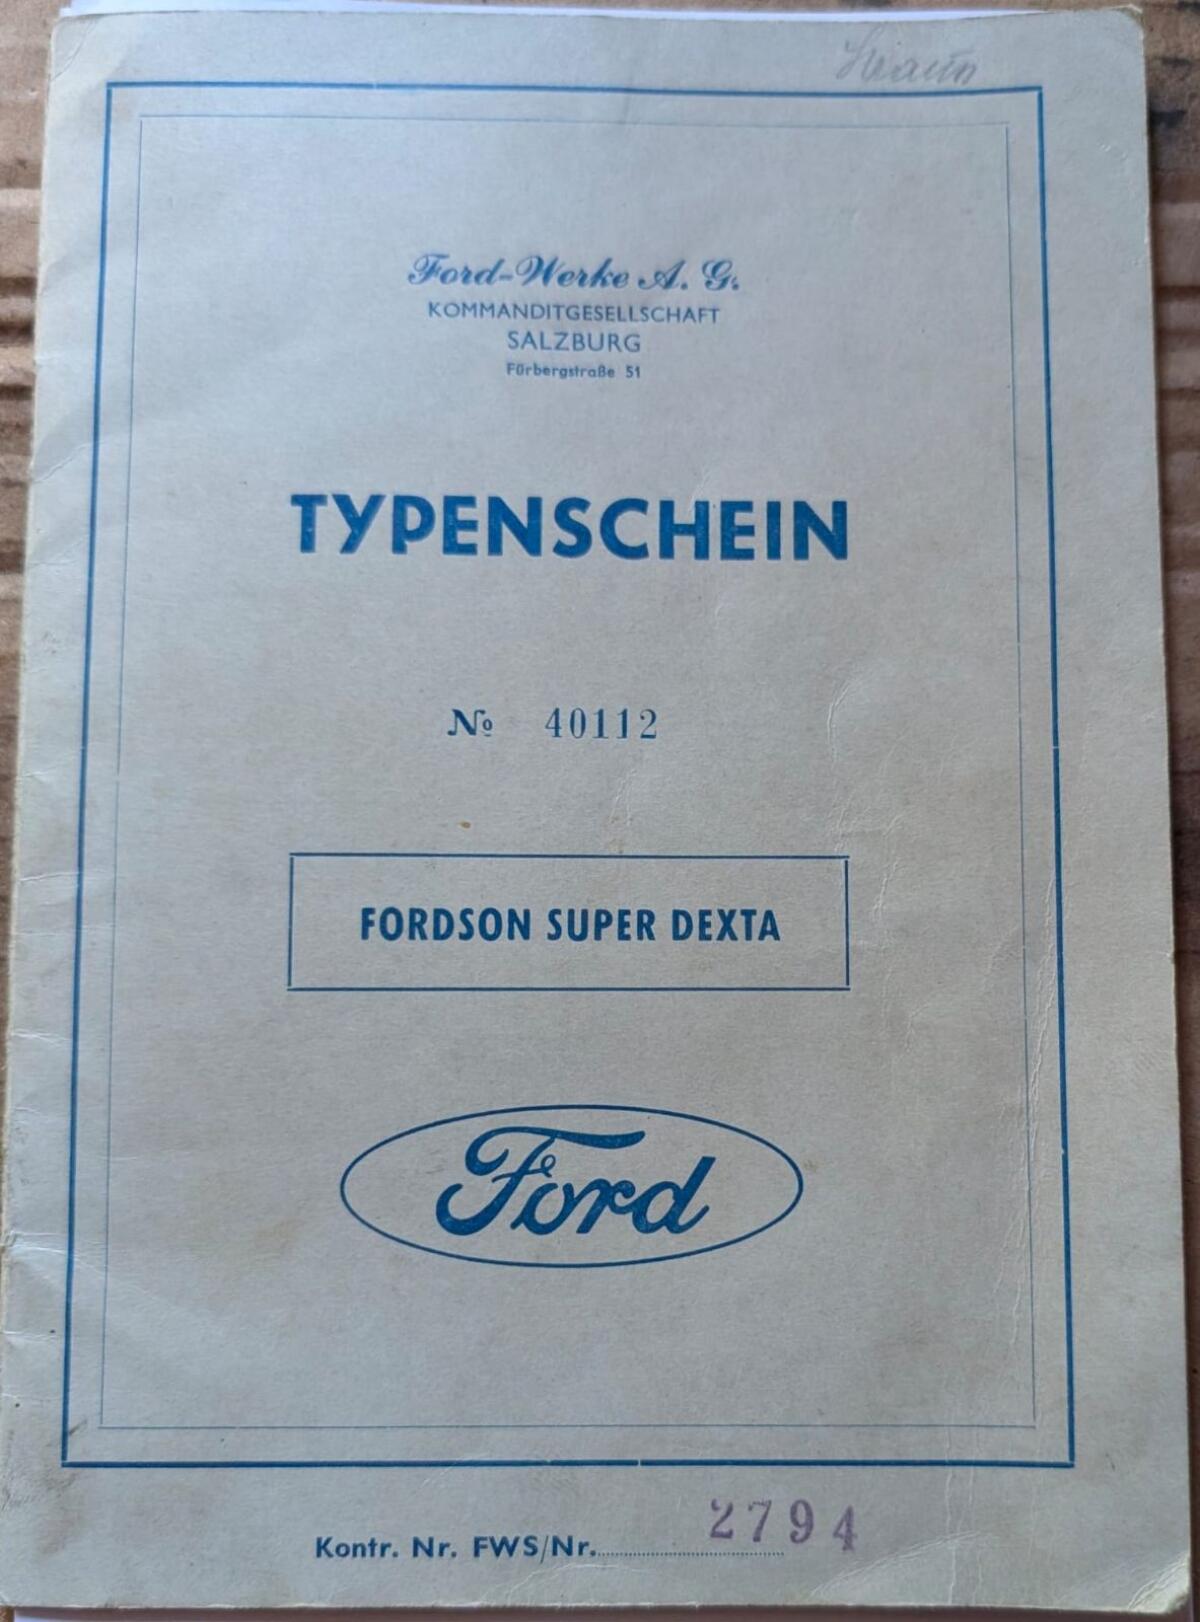 Ford-Werke A. G.
KOMMANDITGESELLSCHAFT
SALZBURG
Fürbergstraße 51
TYPENSCHEIN
№ 40112
FORDSON SUPER DEXTA
Ford
Kontr. Nr. FWS/Nr. 2794